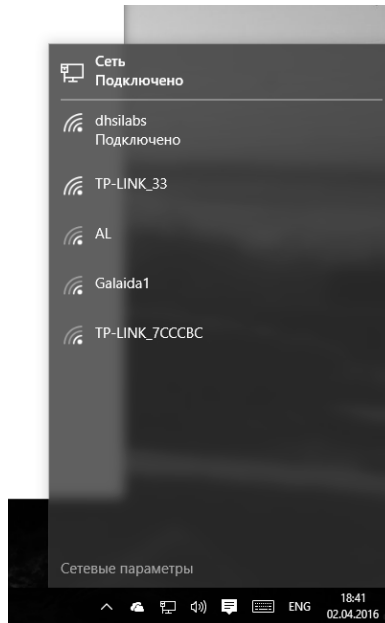 Сеть
Подключено
dhsilabs
Подключено
TP-LINK_33
AL
Galaida1
TP-LINK_7CCCBC
Сетевые параметры
ENG
18:41
02.04.2016